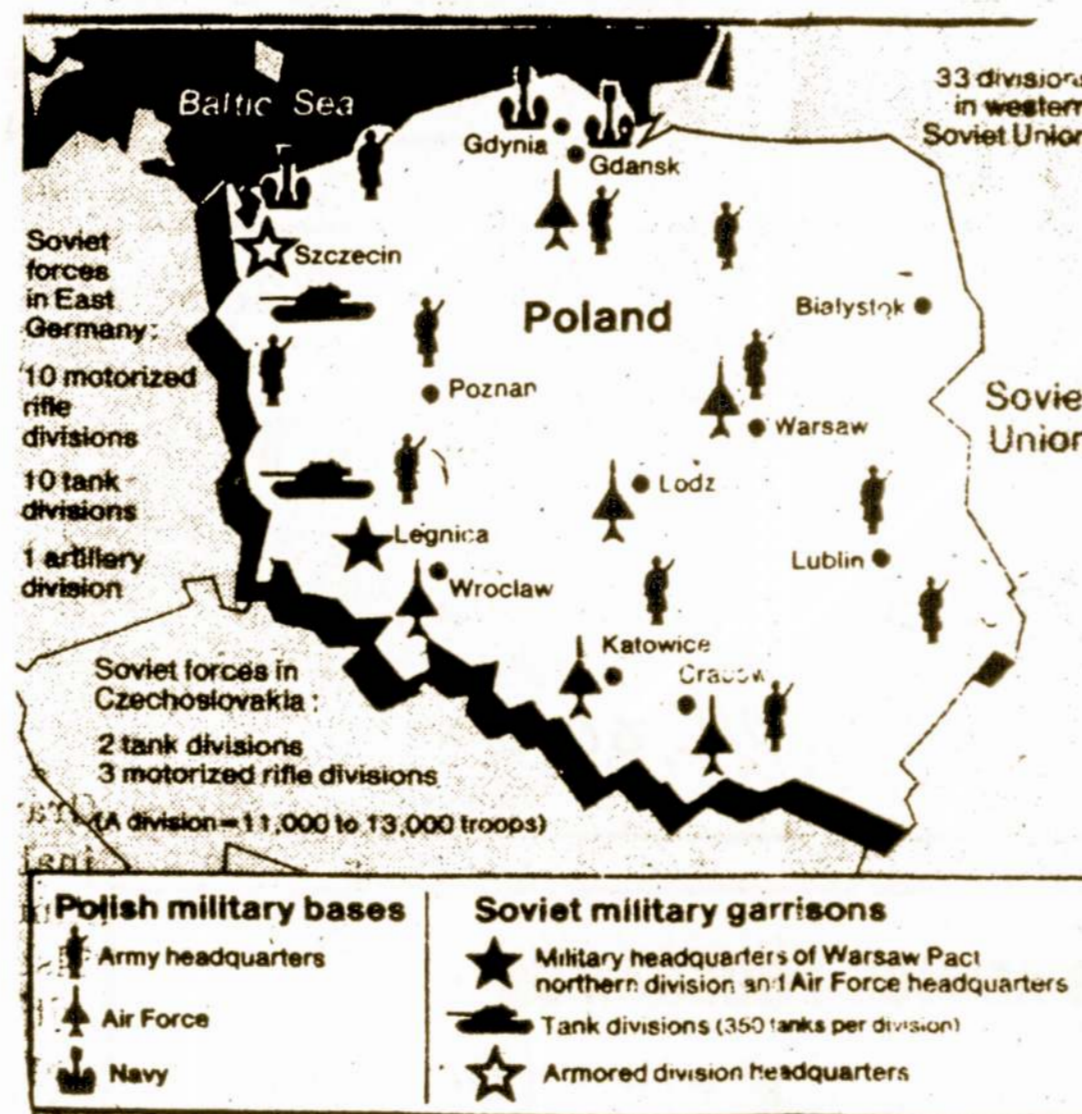 Baltic Sea
33 divisions
in western
Soviet Union
Gdynia
Gdansk
Szczecin
Soviet
forces
in East
Germany:
10 motorized
rifle
divisions
10 tank
divisions
1 artillery
division
Poland
Białystok
Poznan
Warsaw
Soviet
Union
Lodz
Legnica
Wroclaw
Lublin
Katowice
Cracow
Soviet forces in
Czechoslovakia:
2 tank divisions
3 motorized rifle divisions
(A division=11,000 to 13,000 troops)
Polish military bases
Army headquarters
Air Force
Navy
Soviet military garrisons
Military headquarters of Warsaw Pact
northern division and Air Force headquarters
Tank divisions (350 tanks per division)
Armored division headquarters